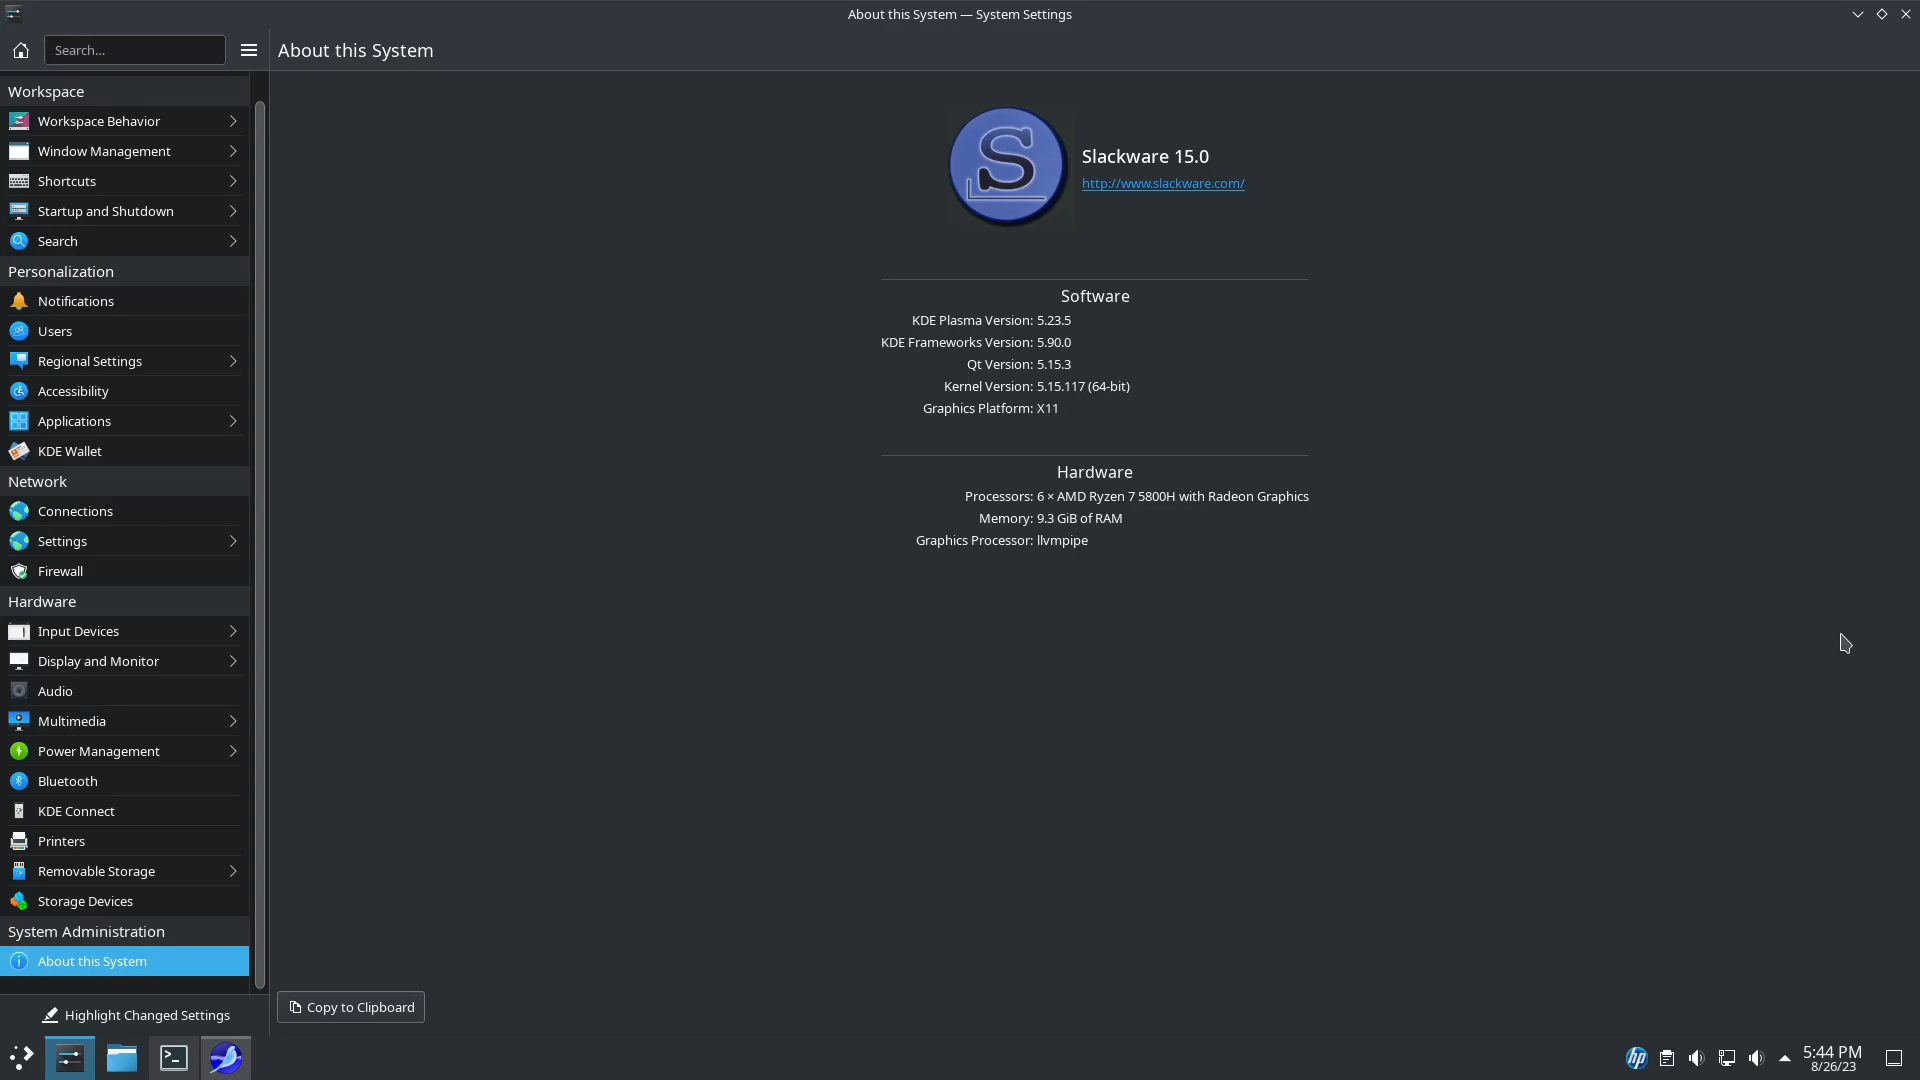 About this System — System Settings
Search...
About this System
Workspace
Workspace Behavior
Window Management
Shortcuts
Startup and Shutdown
Search
Personalization
Notifications
Users
Regional Settings
Accessibility
Applications
KDE Wallet
Network
Connections
Settings
Firewall
Hardware
Input Devices
Display and Monitor
Audio
Multimedia
Power Management
Bluetooth
KDE Connect
Printers
Removable Storage
Storage Devices
System Administration
About this System
Highlight Changed Settings
S
Slackware 15.0
http://www.slackware.com/
Software
KDE Plasma Version: 5.23.5
KDE Frameworks Version: 5.90.0
Qt Version: 5.15.3
Kernel Version: 5.15.117 (64-bit)
Graphics Platform: X11
Hardware
Processors: 6 × AMD Ryzen 7 5800H with Radeon Graphics
Memory: 9.3 GiB of RAM
Graphics Processor: llvmpipe
Copy to Clipboard
hp
5:44 PM
8/26/23